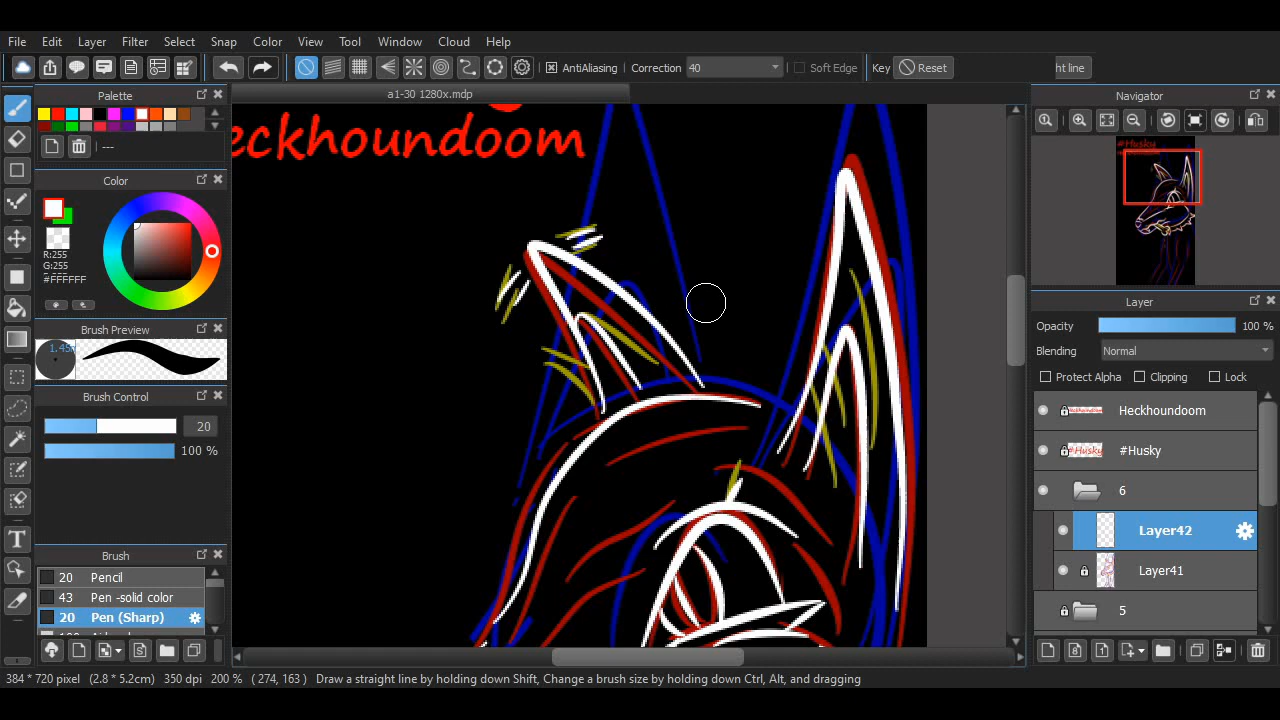 File Edit Layer Filter Select Snap Color View Tool Window Cloud Help
AntiAliasing Correction 40 Soft Edge Key Reset ht line
Palette
a1-30 1280x.mdp
Navigator
---
eckhoundoom
#Husky
Color
R:255
G:255
#FFFFFF
Brush Preview
1.45
Brush Control
20
100 %
Layer
Opacity 100 %
Blending Normal
Protect Alpha Clipping Lock
Heckhoundoom
#Husky
6
Layer42
Layer41
5
Brush
20 Pencil
43 Pen -solid color
20 Pen (Sharp)
384 * 720 pixel (2.8 * 5.2cm) 350 dpi 200 % ( 274, 163 ) Draw a straight line by holding down Shift, Change a brush size by holding down Ctrl, Alt, and dragging